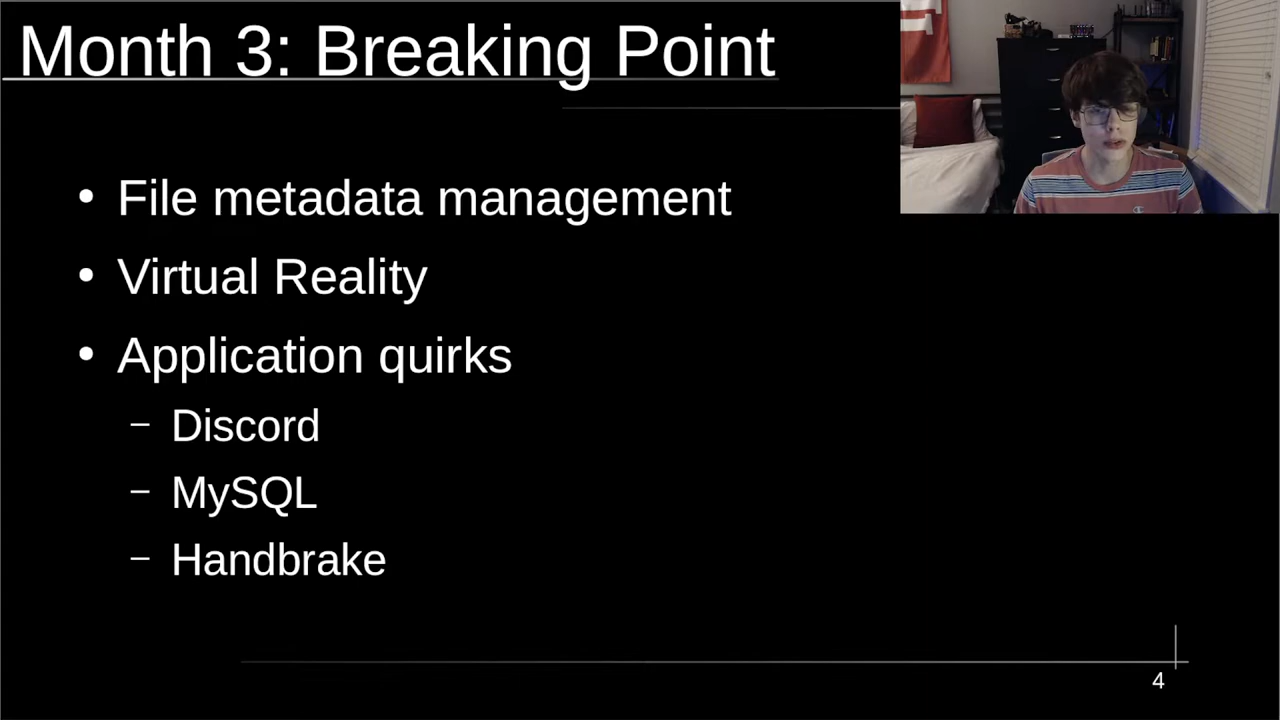 Month 3: Breaking Point
• File metadata management
• Virtual Reality
• Application quirks
– Discord
– MySQL
– Handbrake
4